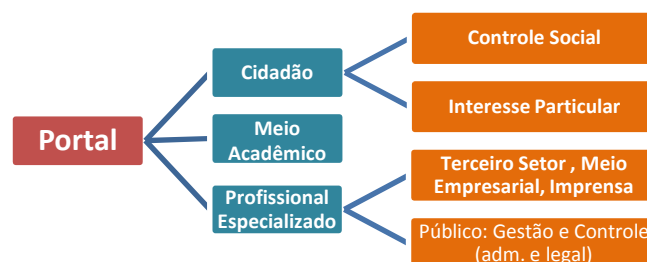 Portal
Cidadão
Meio
Acadêmico
Profissional
Especializado
Controle Social
Interesse Particular
Terceiro Setor , Meio
Empresarial, Imprensa
Público: Gestão e Controle
(adm. e legal)